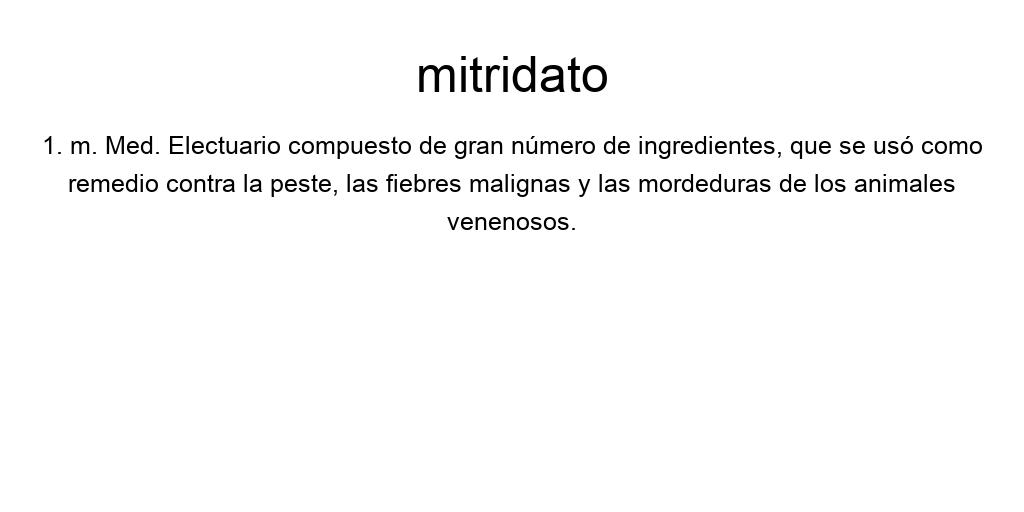 mitridato
1. m. Med. Electuario compuesto de gran número de ingredientes, que se usó como
remedio contra la peste, las fiebres malignas y las mordeduras de los animales
venenosos.